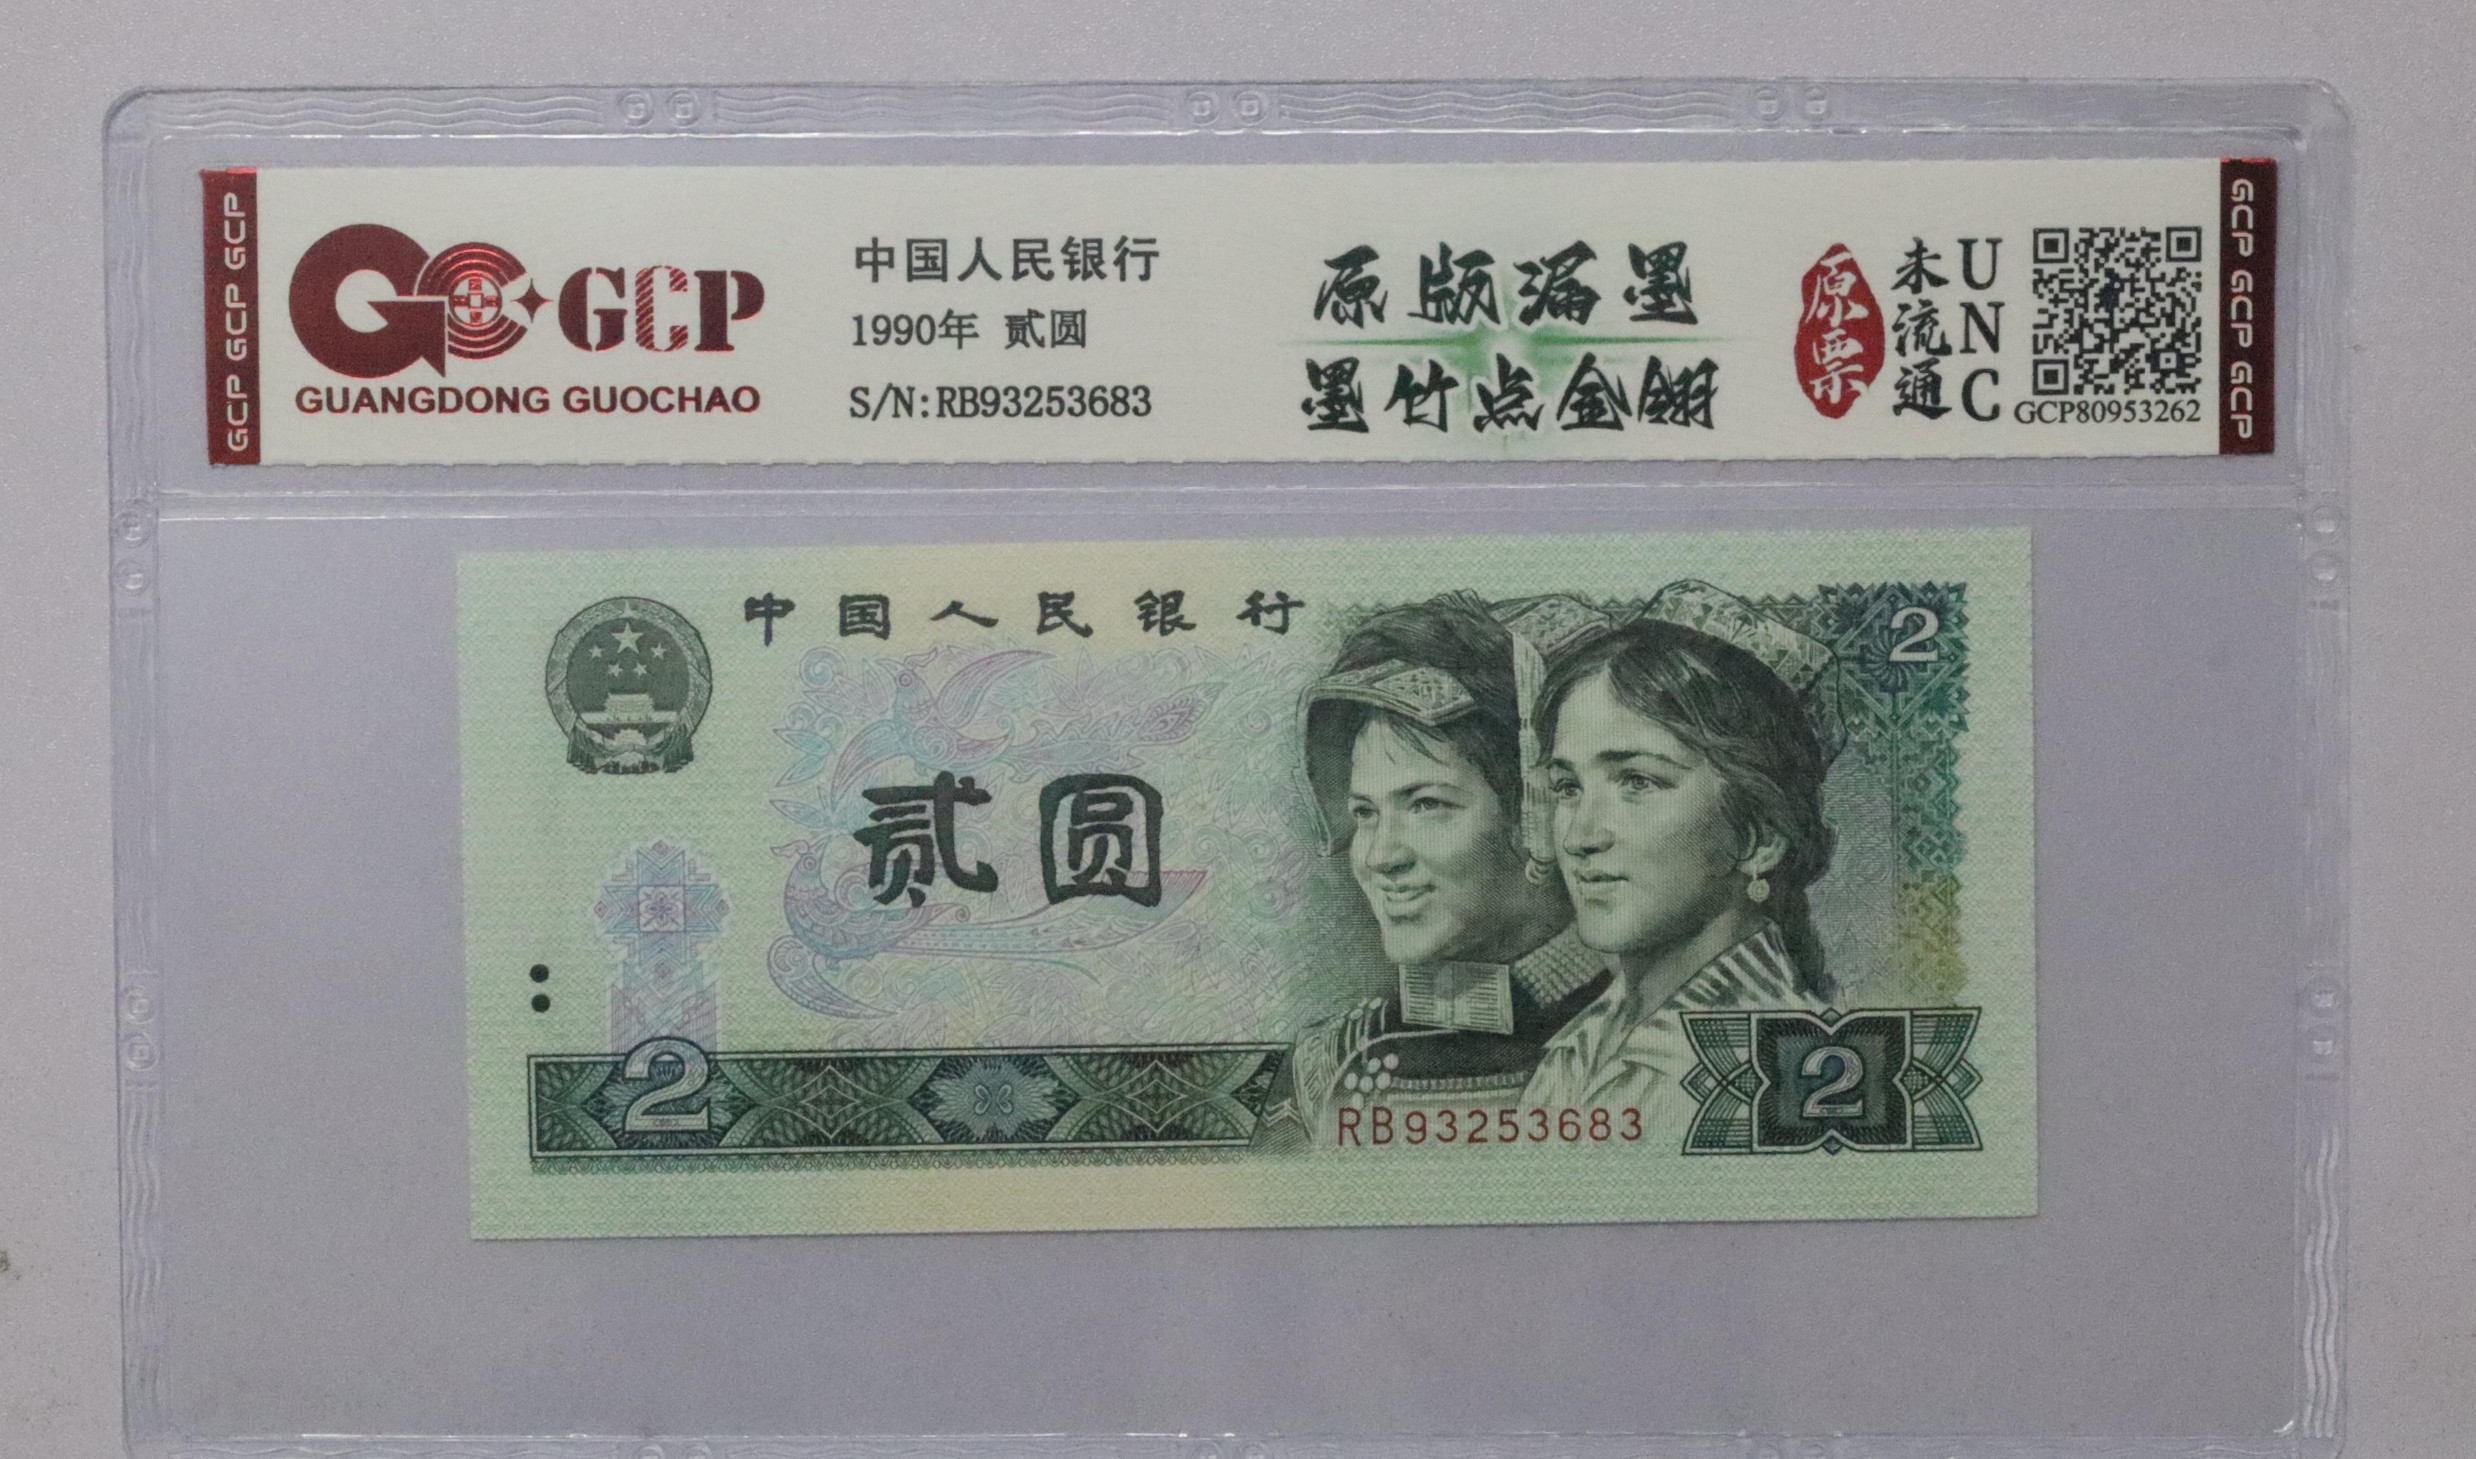 GCP GCP GCP
GCP
GUANGDONG GUOCHAO
中国人民银行
1990年 贰圆
S/N:RB93253683
原版漏墨
墨竹点金翎
原票
未流通
UNC
GCP80953262
GCP GCP GCP
中国人民银行
2
贰圆
2
RB93253683
2